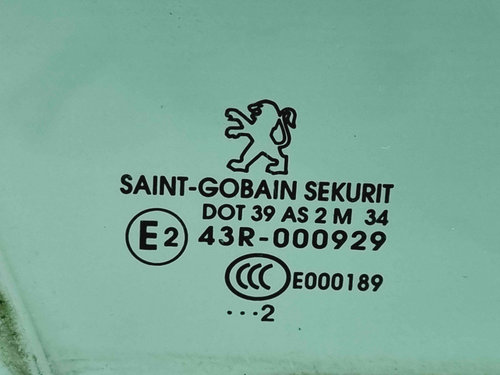 SAINT-GOBAIN SEKURIT
DOT 39 AS 2 M 34
E2 43R-000929
CCC E000189
...2